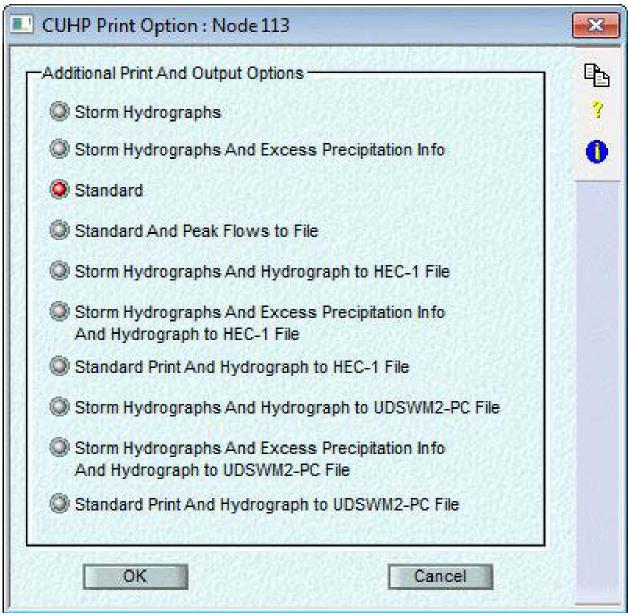 CUHP Print Option : Node 113
Additional Print And Output Options
Storm Hydrographs
Storm Hydrographs And Excess Precipitation Info
Standard
Standard And Peak Flows to File
Storm Hydrographs And Hydrograph to HEC-1 File
Storm Hydrographs And Excess Precipitation Info
And Hydrograph to HEC-1 File
Standard Print And Hydrograph to HEC-1 File
Storm Hydrographs And Hydrograph to UDSWM2-PC File
Storm Hydrographs And Excess Precipitation Info
And Hydrograph to UDSWM2-PC File
Standard Print And Hydrograph to UDSWM2-PC File
OK
Cancel